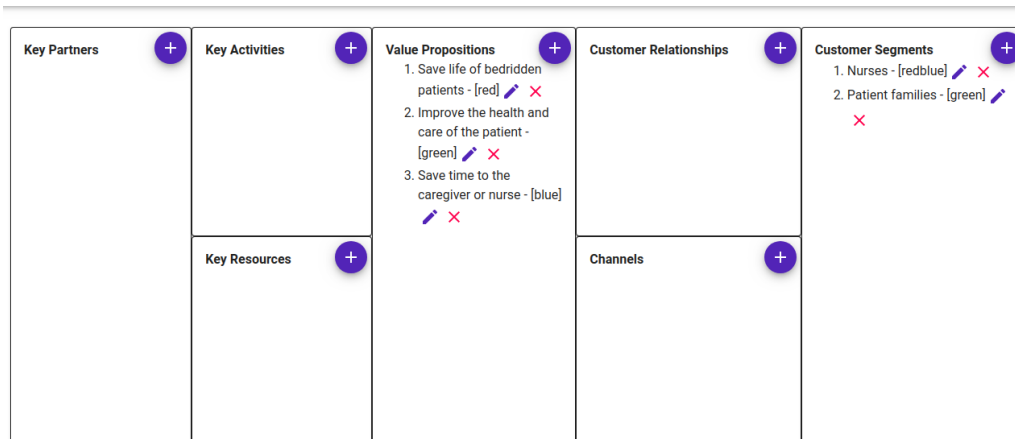 Key Partners
Key Activities
Value Propositions
1. Save life of bedridden
patients - [red]
2. Improve the health and
care of the patient -
[green]
3. Save time to the
caregiver or nurse - [blue]
Customer Relationships
Customer Segments
1. Nurses - [redblue]
2. Patient families - [green]
Key Resources
Channels